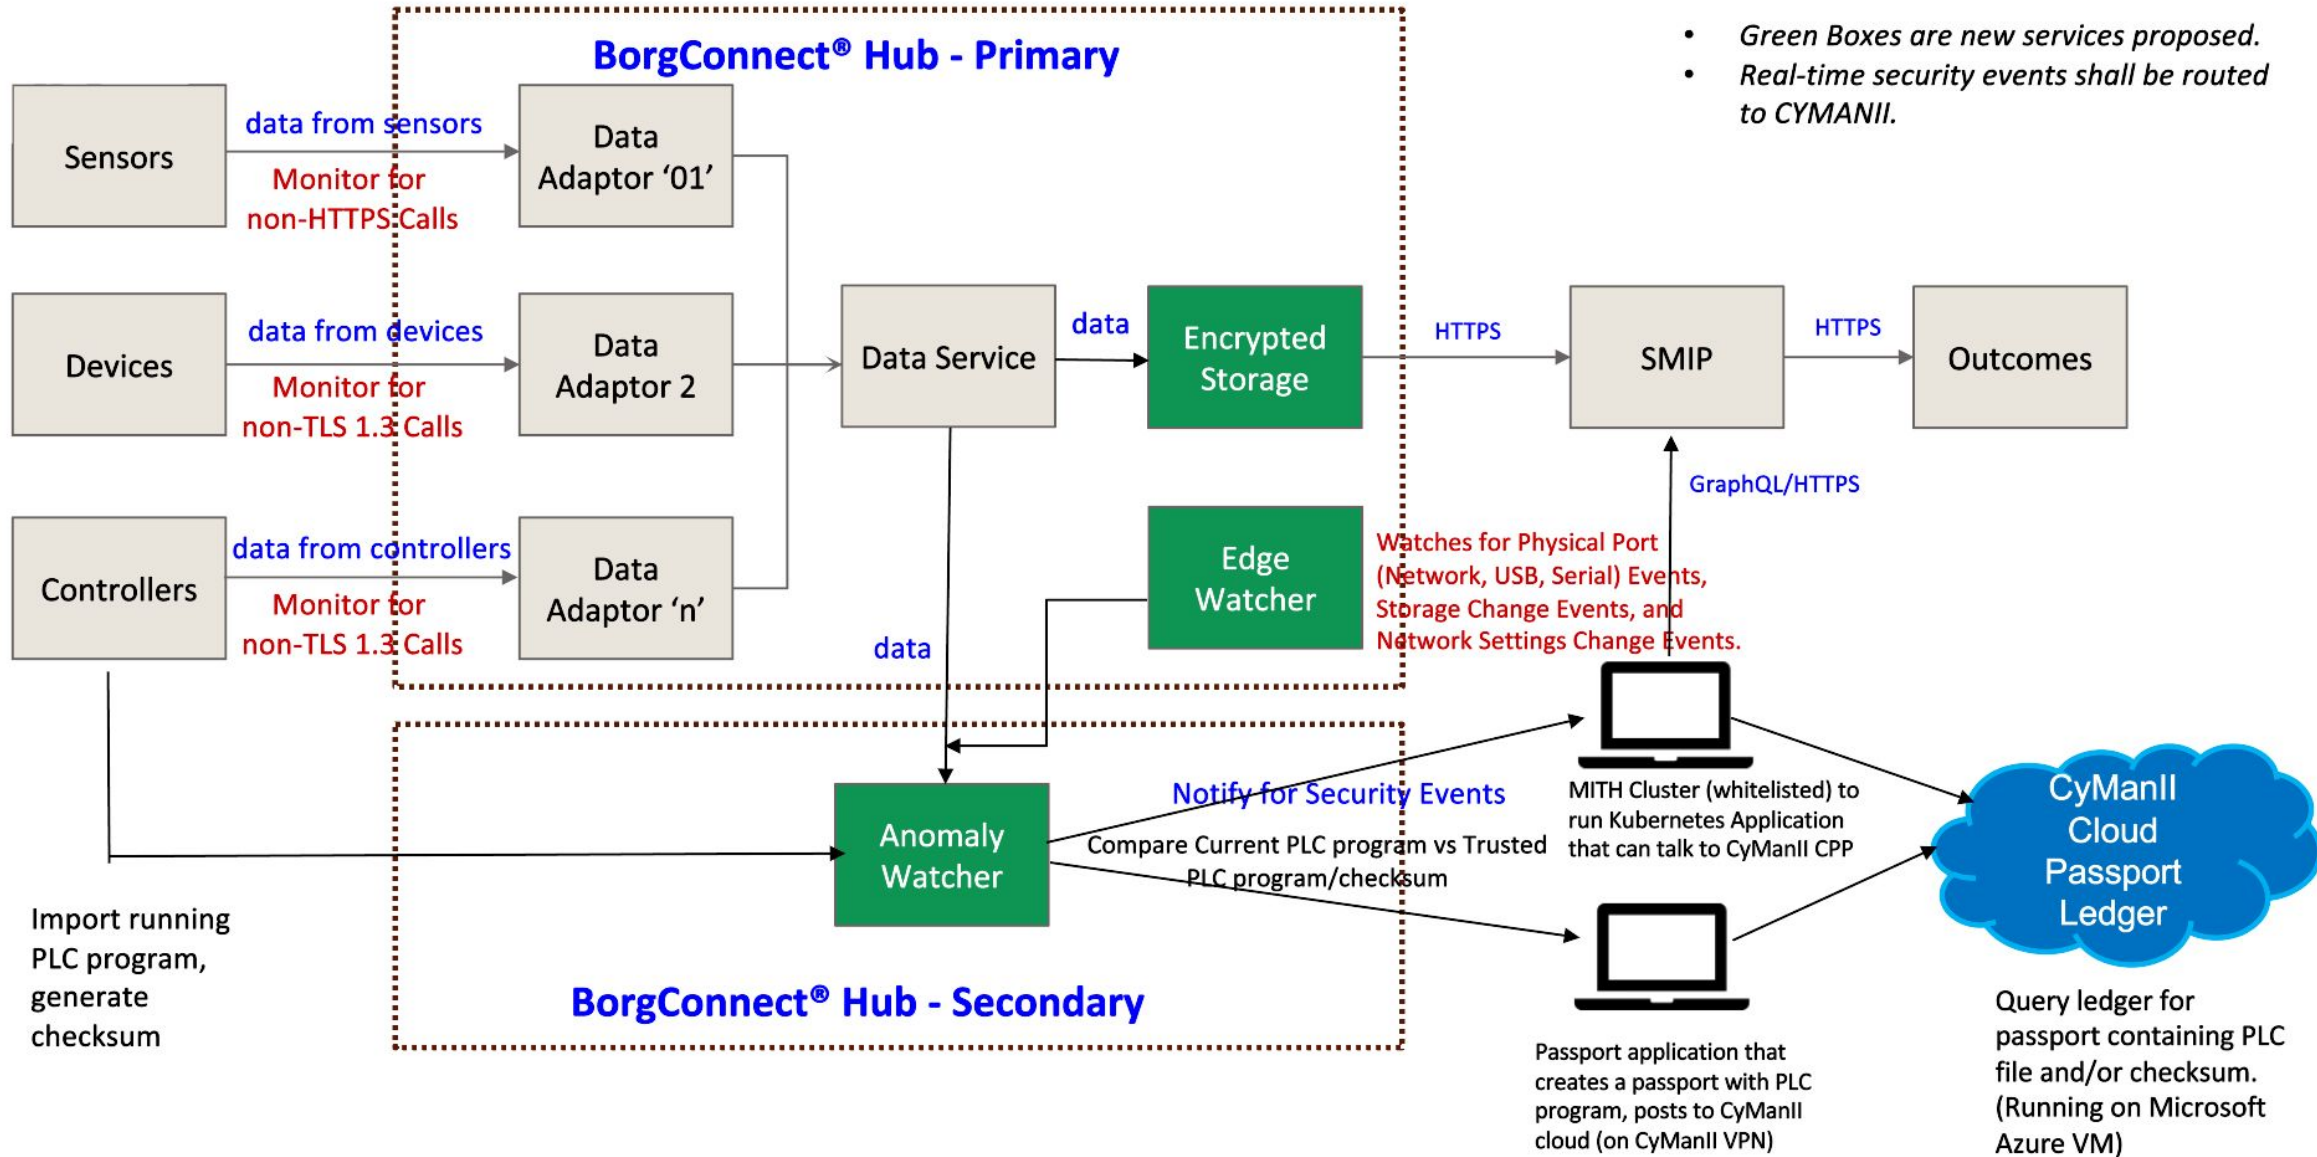 BorgConnect® Hub - Primary
• Green Boxes are new services proposed.
• Real-time security events shall be routed
to CYMANII.
Sensors
data from sensors
Monitor for
non-HTTPS Calls
Data
Adaptor ‘01’
Devices
data from devices
Monitor for
non-TLS 1.3 Calls
Data
Adaptor 2
Data Service
data
Encrypted
Storage
HTTPS
SMIP
HTTPS
Outcomes
GraphQL/HTTPS
Controllers
data from controllers
Monitor for
non-TLS 1.3 Calls
Data
Adaptor ‘n’
data
Edge
Watcher
Watches for Physical Port
(Network, USB, Serial) Events,
Storage Change Events, and
Network Settings Change Events.
Import running
PLC program,
generate
checksum
Anomaly
Watcher
Notify for Security Events
Compare Current PLC program vs Trusted
PLC program/checksum
BorgConnect® Hub - Secondary
MITH Cluster (whitelisted) to
run Kubernetes Application
that can talk to CyManII CPP
CyManII
Cloud
Passport
Ledger
Passport application that
creates a passport with PLC
program, posts to CyManII
cloud (on CyManII VPN)
Query ledger for
passport containing PLC
file and/or checksum.
(Running on Microsoft
Azure VM)